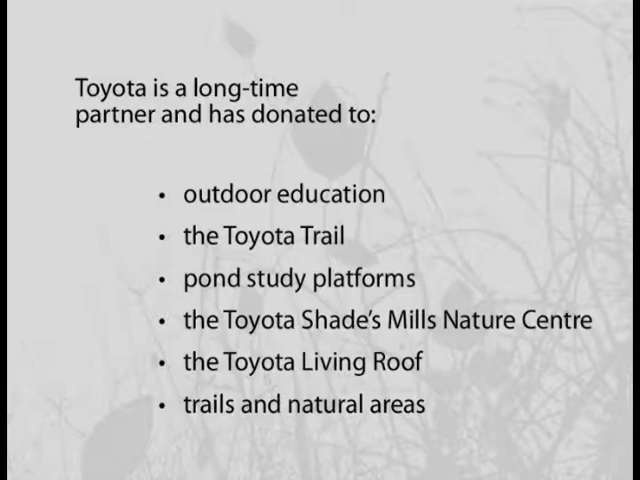 Toyota is a long-time
partner and has donated to:
• outdoor education
• the Toyota Trail
• pond study platforms
• the Toyota Shade's Mills Nature Centre
• the Toyota Living Roof
• trails and natural areas